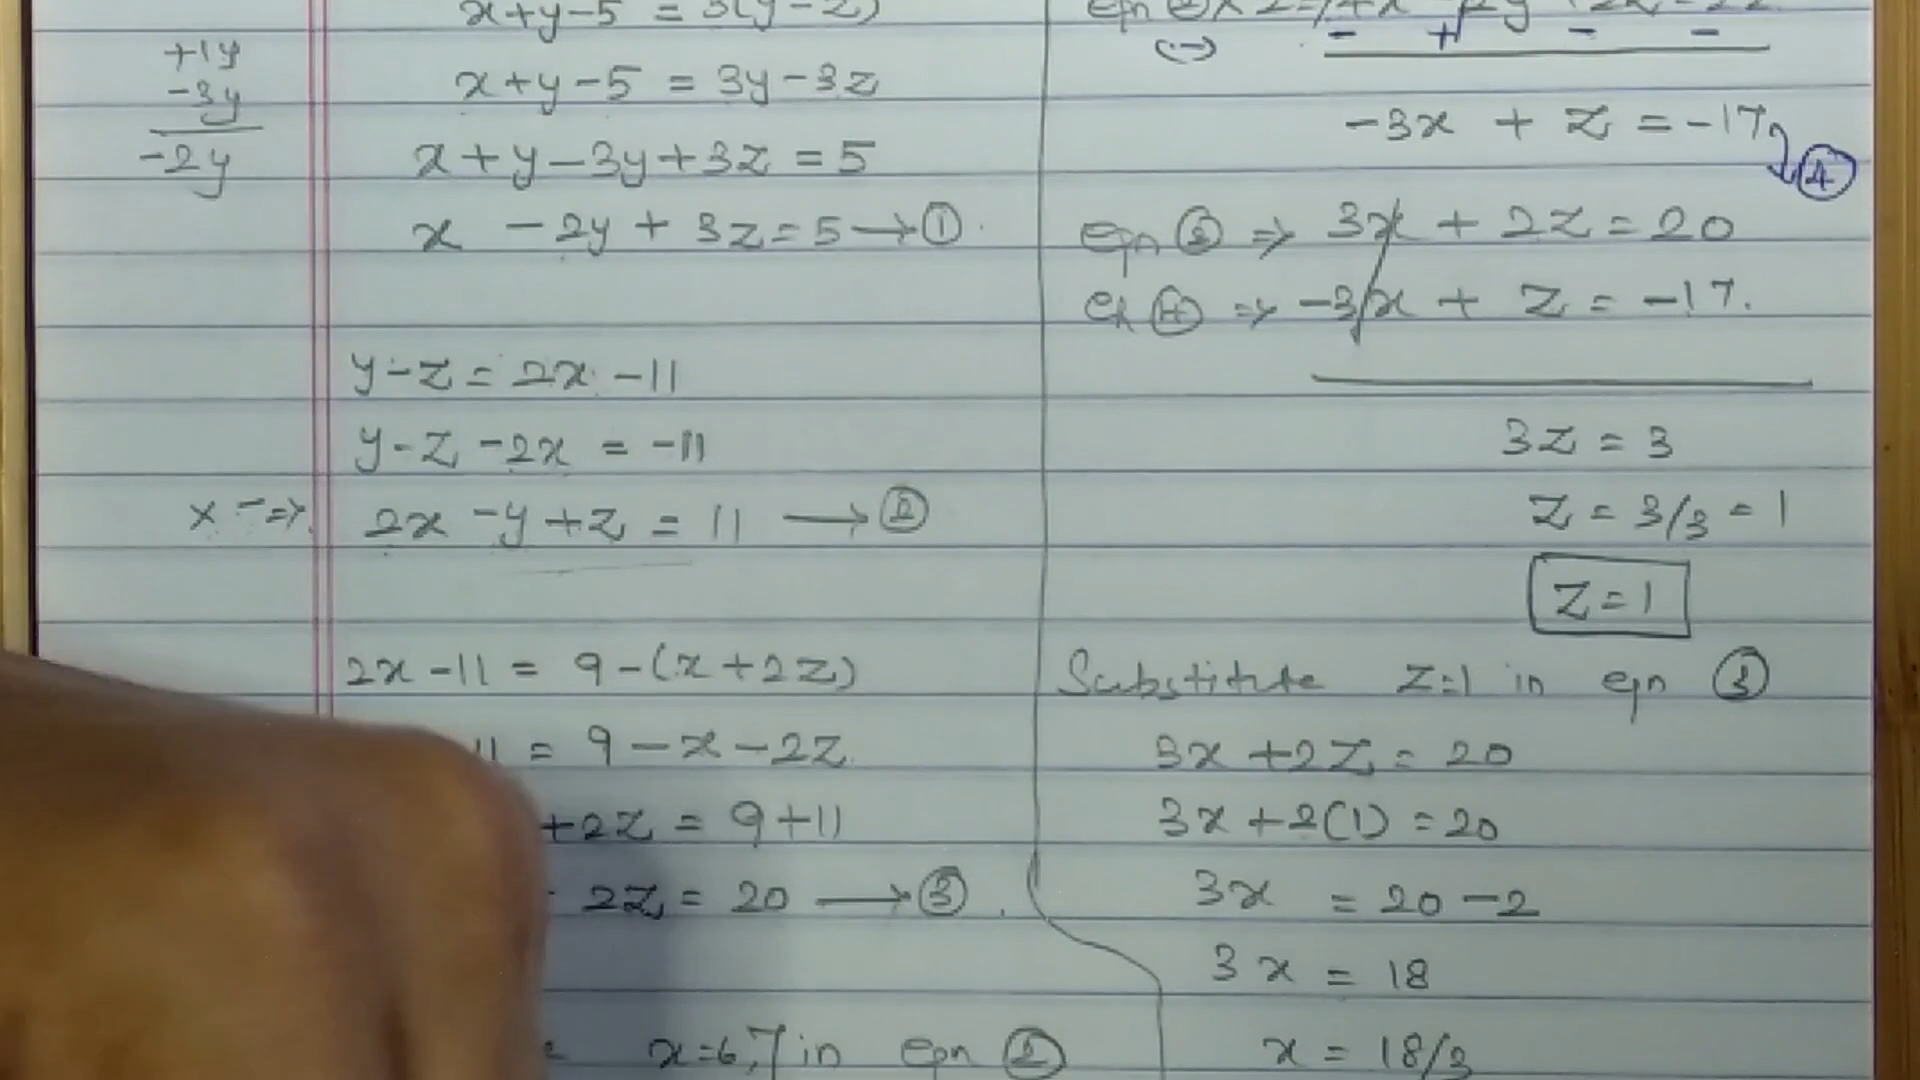 x+y-5 = 3(y-z)
+1y
-3y
-2y
x+y-5 = 3y-3z
x+y-3y+3z=5
x -2y+3z=5→①
y-z=2x-11
y-z-2x=-11
x - ⇒ 2x-y+z=11 →②
2x-11=9-(x+2z)
11=9-x-2z
+2z=9+11
2z=20→③
x=6, in eqn ②
(-)
- + - -
-3x + z = -17
④
eqn ③ ⇒ 3x+2z=20
④ ⇒ -3x+z=-17.
3z=3
z=3/3=1
z=1
Substitute z=1 in eqn ③
3x+2z=20
3x+2(1)=20
3x = 20-2
3x = 18
x = 18/3